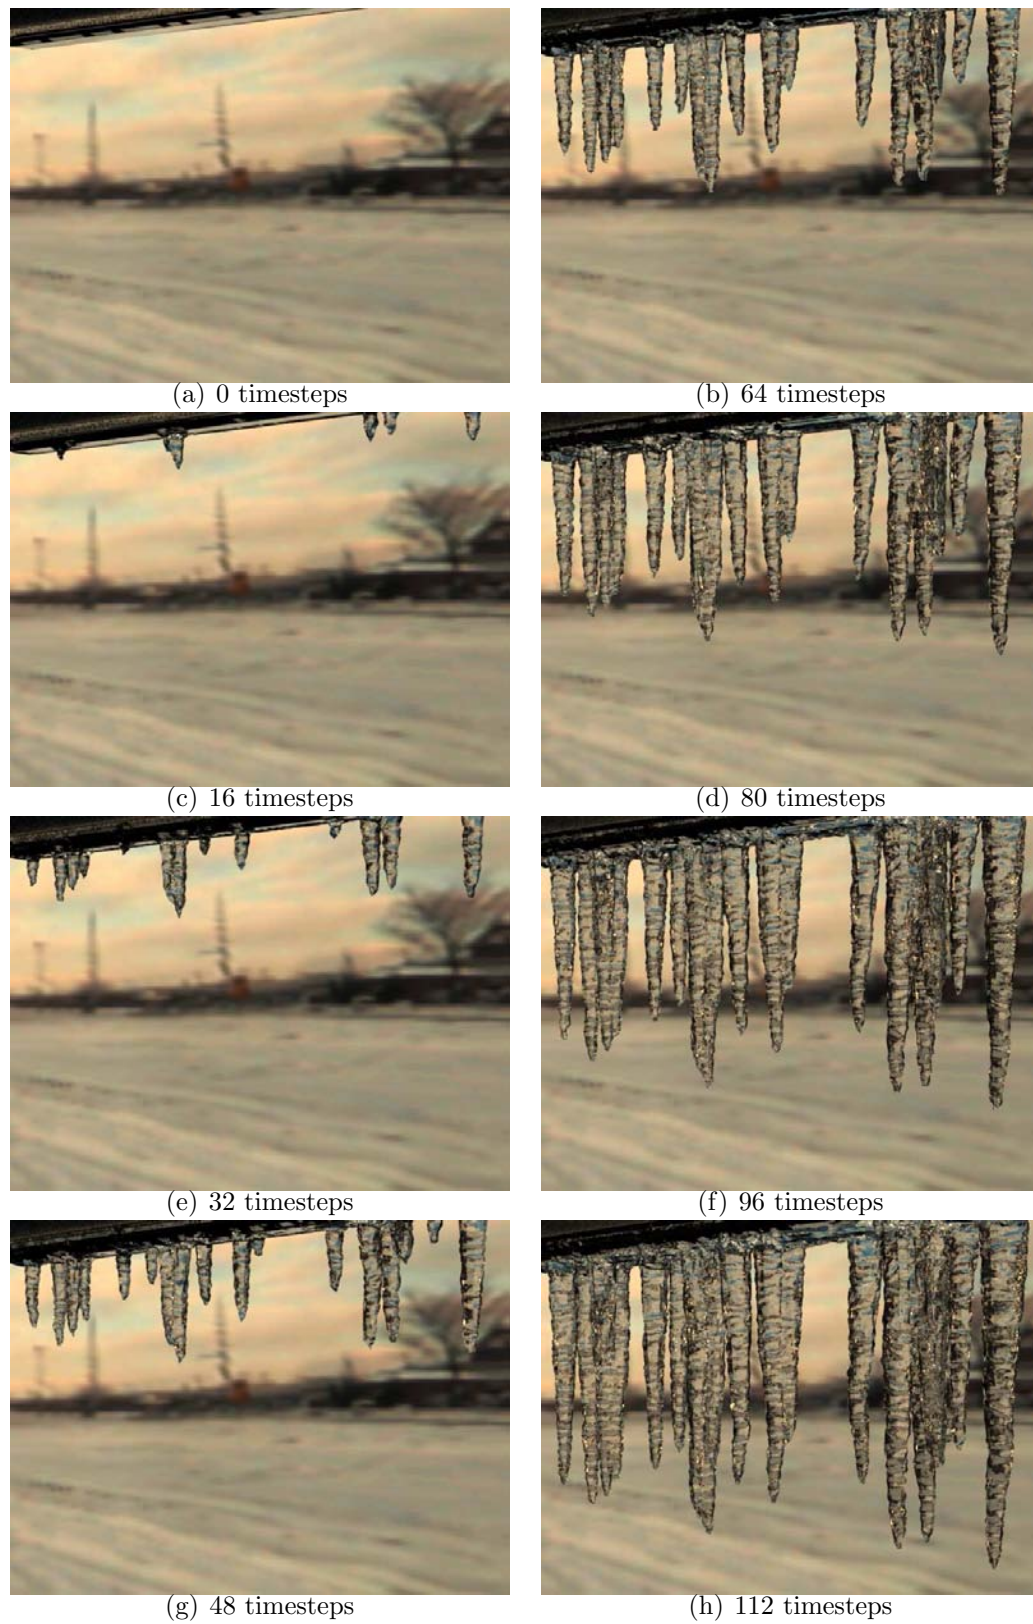 (a) 0 timesteps
(b) 64 timesteps
(c) 16 timesteps
(d) 80 timesteps
(e) 32 timesteps
(f) 96 timesteps
(g) 48 timesteps
(h) 112 timesteps